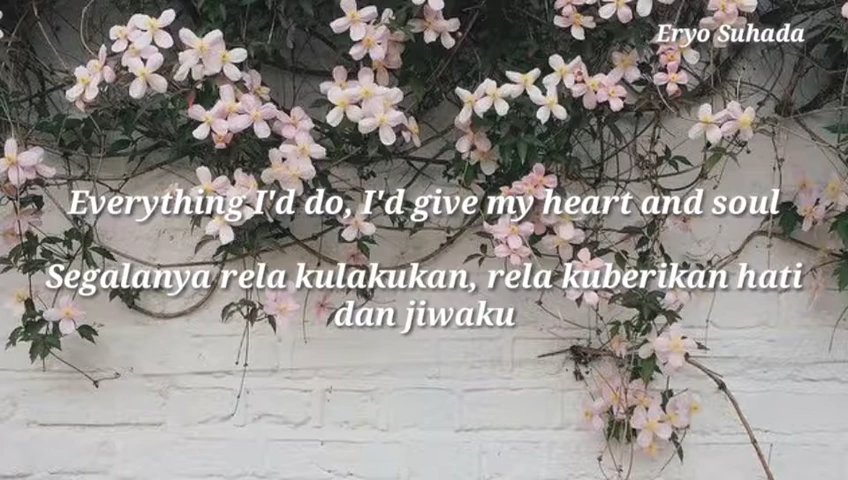 Eryo Suhada
Everything I'd do, I'd give my heart and soul
Segalanya rela kulakukan, rela kuberikan hati
dan jiwaku